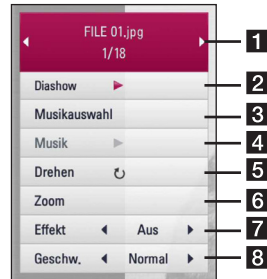 FILE 01.jpg 1
1/18
Diashow 2
Musikauswahl 3
Musik 4
Drehen 5
Zoom 6
Effekt Aus 7
Geschw. Normal 8